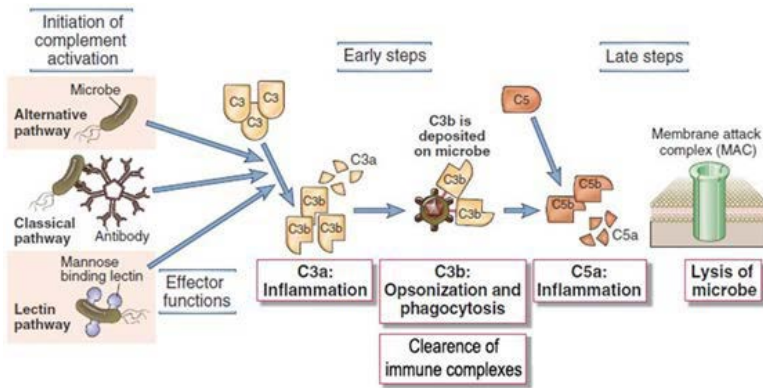 Initiation of
complement
activation
Early steps
Late steps
Microbe
Alternative
pathway
C3
C3
C3
C5
C3b is
deposited
on microbe
Membrane attack
complex (MAC)
C3a
C3b
C3b
C3b
C3b
C3b
C5b
C5b
C5a
Classical
pathway
Antibody
Mannose
binding lectin
Lectin
pathway
Effector
functions
C3a:
Inflammation
C3b:
Opsonization and
phagocytosis
C5a:
Inflammation
Lysis of
microbe
Clearence of
immune complexes